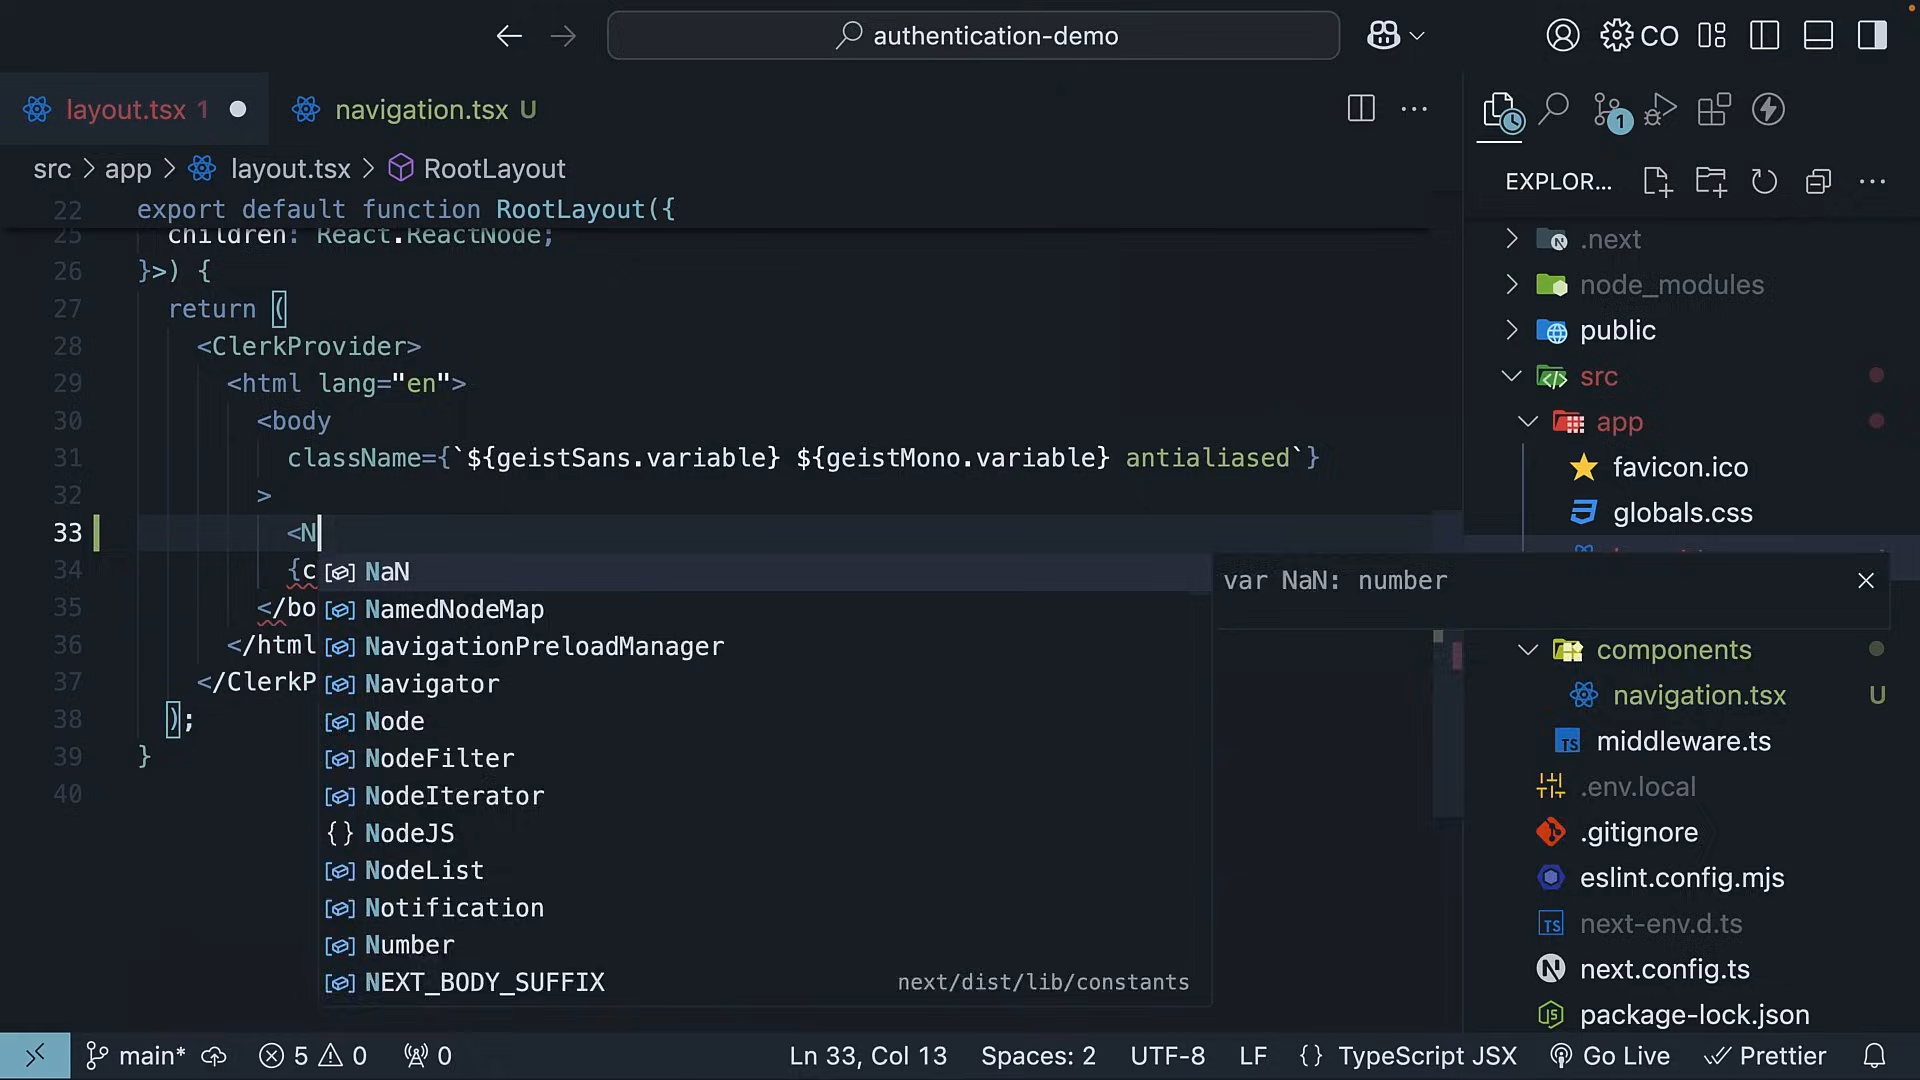 authentication-demo
CO
layout.tsx 1
navigation.tsx U
src > app > layout.tsx > RootLayout
22 export default function RootLayout({
25 children: React.ReactNode;
26 }>) {
27 return (
28 <ClerkProvider>
29 <html lang="en">
30 <body
31 className={`${geistSans.variable} ${geistMono.variable} antialiased`}
32 >
33 <N
34 {c
35 </bo
36 </html
37 </ClerkP
38 );
39 }
40
NaN
NamedNodeMap
NavigationPreloadManager
Navigator
Node
NodeFilter
NodeIterator
{} NodeJS
NodeList
Notification
Number
NEXT_BODY_SUFFIX next/dist/lib/constants
var NaN: number
1
EXPLOR...
.next
node_modules
public
src
app
favicon.ico
globals.css
components
navigation.tsx U
middleware.ts
.env.local
.gitignore
eslint.config.mjs
next-env.d.ts
next.config.ts
package-lock.json
main* 5 0 0
Ln 33, Col 13 Spaces: 2 UTF-8 LF {} TypeScript JSX Go Live Prettier